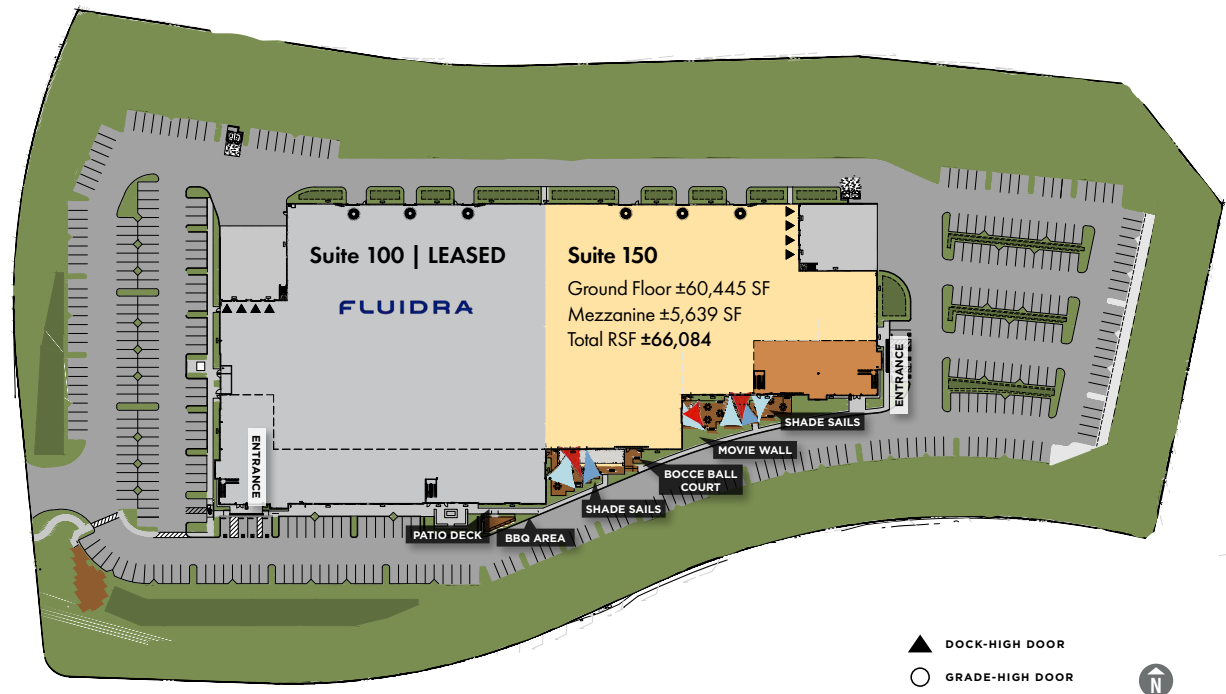 Suite 100 | LEASED
FLUIDRA
Suite 150
Ground Floor ±60,445 SF
Mezzanine ±5,639 SF
Total RSF ±66,084
ENTRANCE
SHADE SAILS
MOVIE WALL
ENTRANCE
BOCCE BALL
COURT
SHADE SAILS
PATIO DECK
BBQ AREA
DOCK-HIGH DOOR
GRADE-HIGH DOOR
N